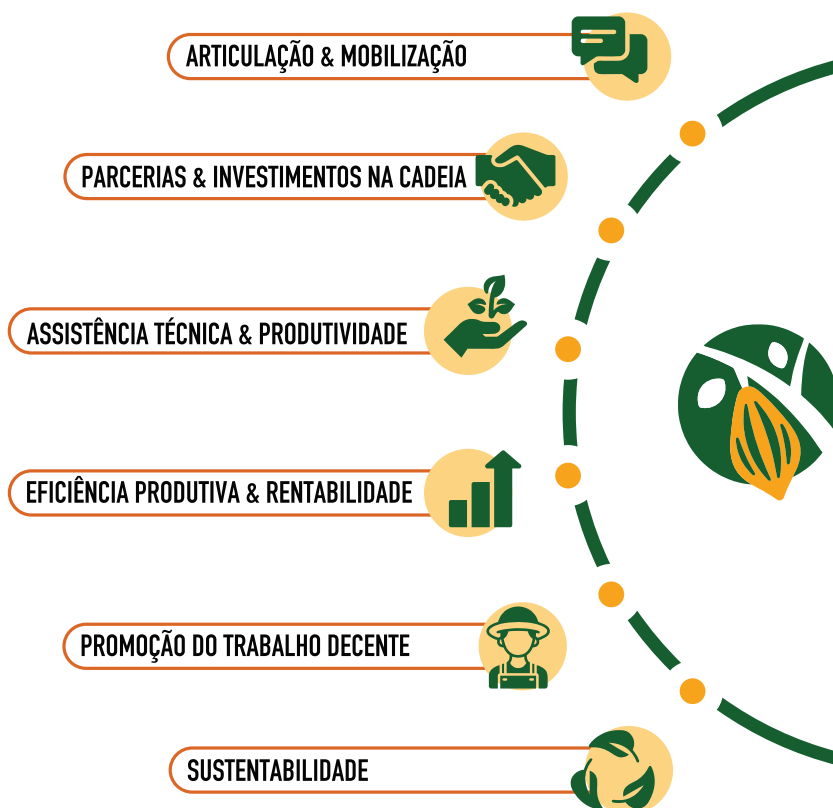 ARTICULAÇÃO & MOBILIZAÇÃO
PARCERIAS & INVESTIMENTOS NA CADEIA
ASSISTÊNCIA TÉCNICA & PRODUTIVIDADE
EFICIÊNCIA PRODUTIVA & RENTABILIDADE
PROMOÇÃO DO TRABALHO DECENTE
SUSTENTABILIDADE